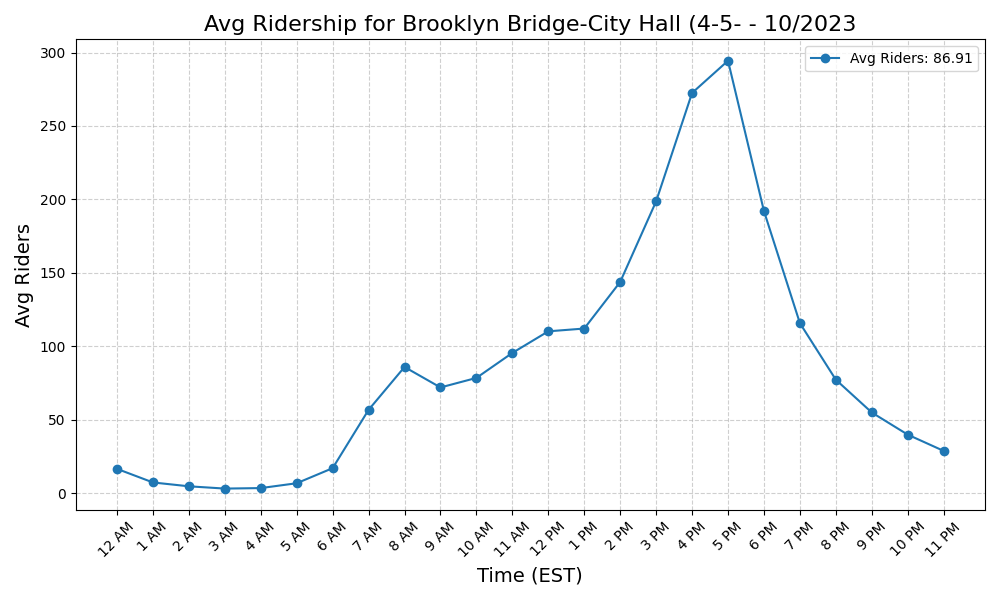 Avg Ridership for Brooklyn Bridge-City Hall (4-5- - 10/2023
Avg Riders: 86.91
Avg Riders
300
250
200
150
100
50
0
12 AM 1 AM 2 AM 3 AM 4 AM 5 AM 6 AM 7 AM 8 AM 9 AM 10 AM 11 AM 12 PM 1 PM 2 PM 3 PM 4 PM 5 PM 6 PM 7 PM 8 PM 9 PM 10 PM 11 PM
Time (EST)